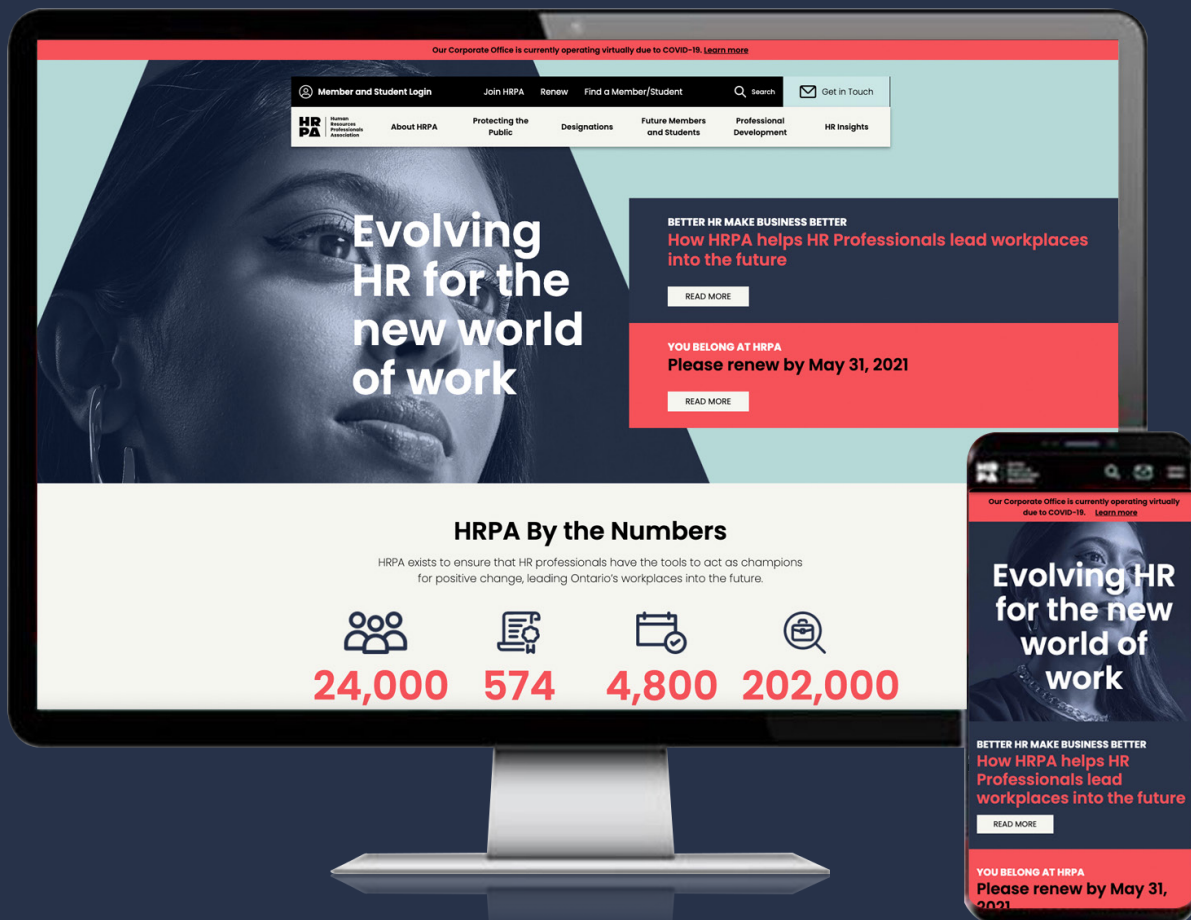 Our Corporate Office is currently operating virtually due to COVID-19. Learn more
Member and Student Login
Join HRPA
Renew
Find a Member/Student
Search
Get in Touch
HR
PA
Human
Resources
Professionals
Association
About HRPA
Protecting the
Public
Designations
Future Members
and Students
Professional
Development
HR Insights
Evolving
HR for the
new world
of work
BETTER HR MAKE BUSINESS BETTER
How HRPA helps HR Professionals lead workplaces
into the future
READ MORE
YOU BELONG AT HRPA
Please renew by May 31, 2021
READ MORE
HRPA By the Numbers
HRPA exists to ensure that HR professionals have the tools to act as champions
for positive change, leading Ontario's workplaces into the future.
24,000
574
4,800
202,000
HR
PA
Our Corporate Office is currently operating virtually
due to COVID-19. Learn more
Evolving HR
for the new
world of
work
BETTER HR MAKE BUSINESS BETTER
How HRPA helps HR
Professionals lead
workplaces into the future
READ MORE
YOU BELONG AT HRPA
Please renew by May 31,
2021